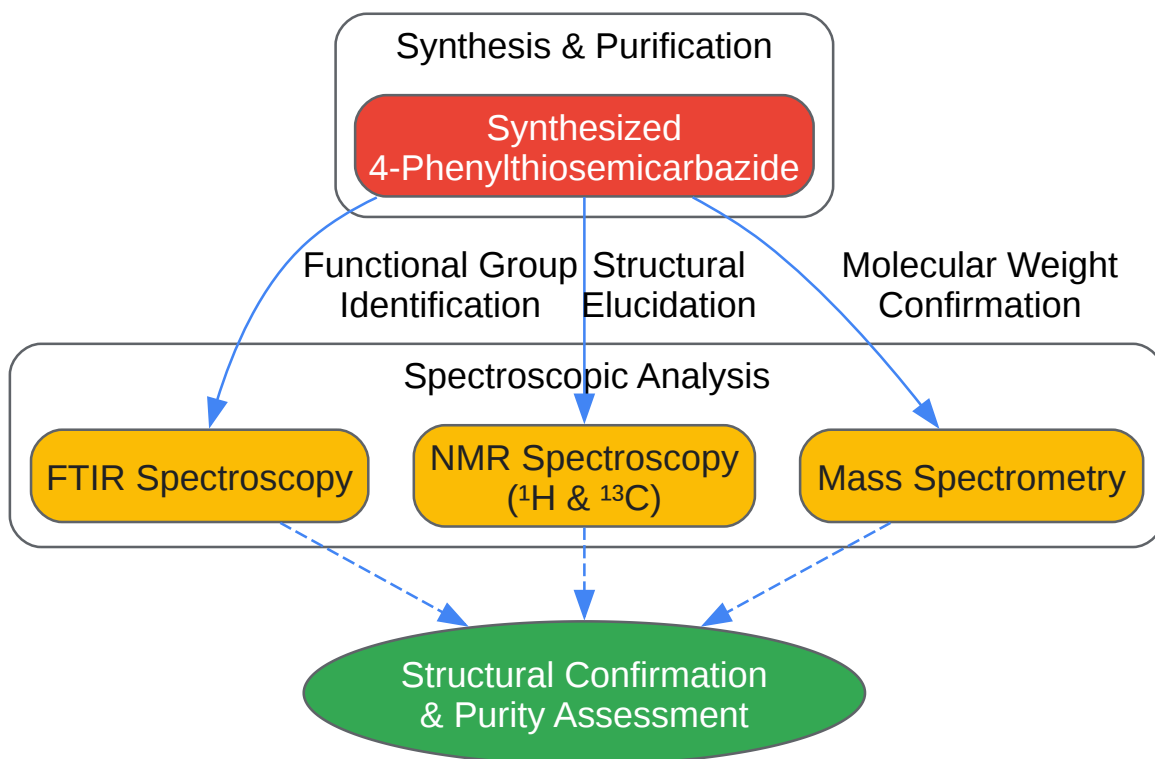 Synthesis & Purification
Synthesized
4-Phenylthiosemicarbazide
Functional Group
Identification
Structural
Elucidation
Molecular Weight
Confirmation
Spectroscopic Analysis
FTIR Spectroscopy
NMR Spectroscopy
(¹H & ¹³C)
Mass Spectrometry
Structural Confirmation
& Purity Assessment